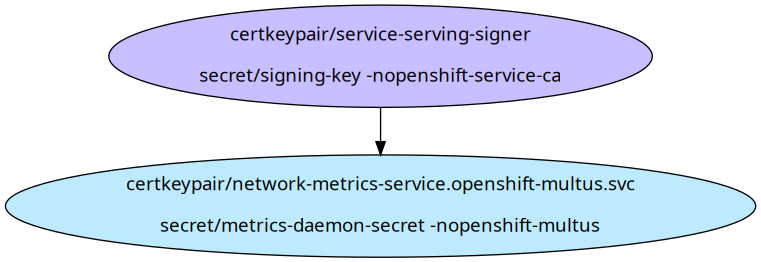 certkeypair/service-serving-signer
secret/signing-key -nopenshift-service-ca
certkeypair/network-metrics-service.openshift-multus.svc
secret/metrics-daemon-secret -nopenshift-multus